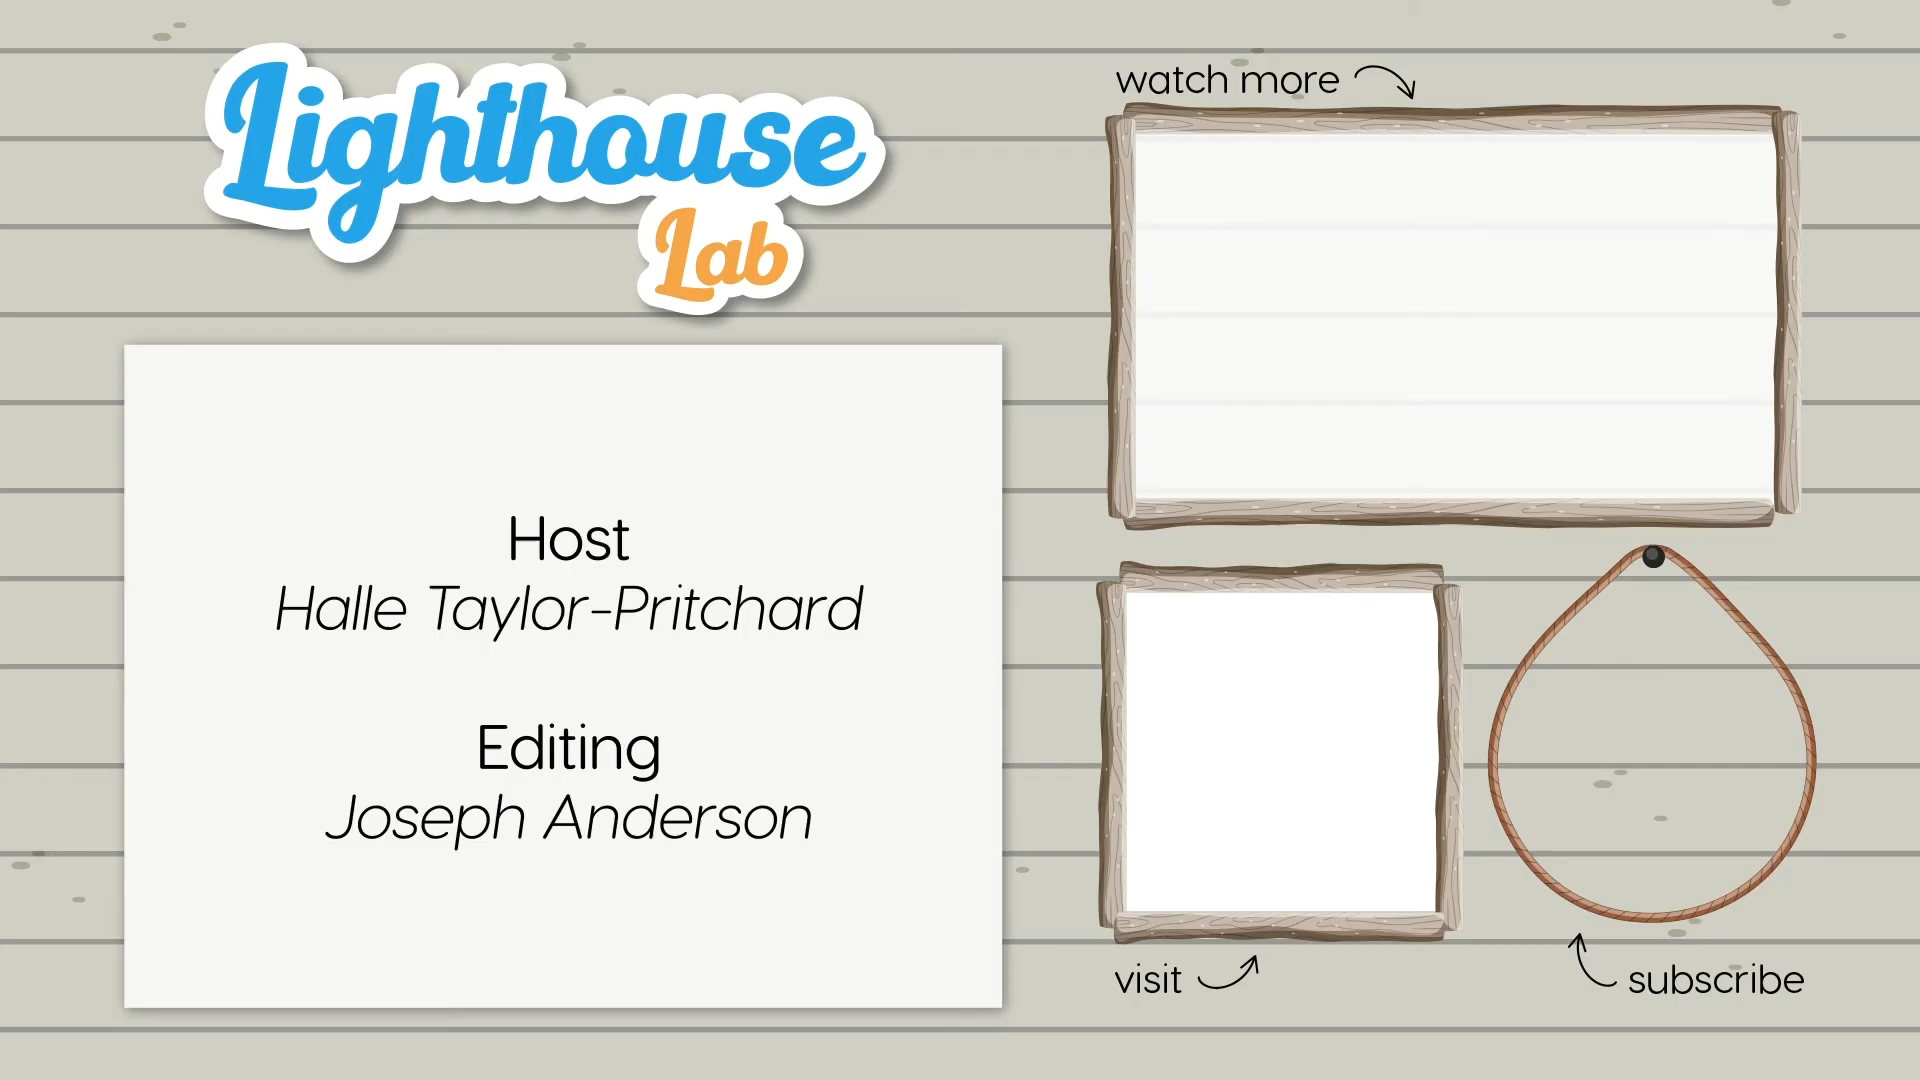 Lighthouse
Lab
Host
Halle Taylor-Pritchard
Editing
Joseph Anderson
watch more
visit
subscribe